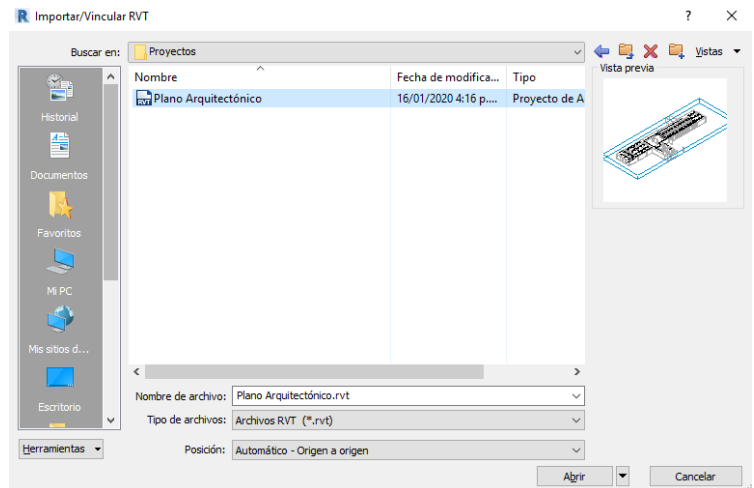 Importar/Vincular RVT
Buscar en: Proyectos Vistas
Nombre Fecha de modifica... Tipo
Plano Arquitectónico 16/01/2020 4:16 p.... Proyecto de A
Vista previa
Historial
Documentos
Favoritos
Mi PC
Mis sitios d...
Escritorio
Nombre de archivo: Plano Arquitectónico.rvt
Tipo de archivos: Archivos RVT (*.rvt)
Herramientas Posición: Automático - Origen a origen
Abrir Cancelar